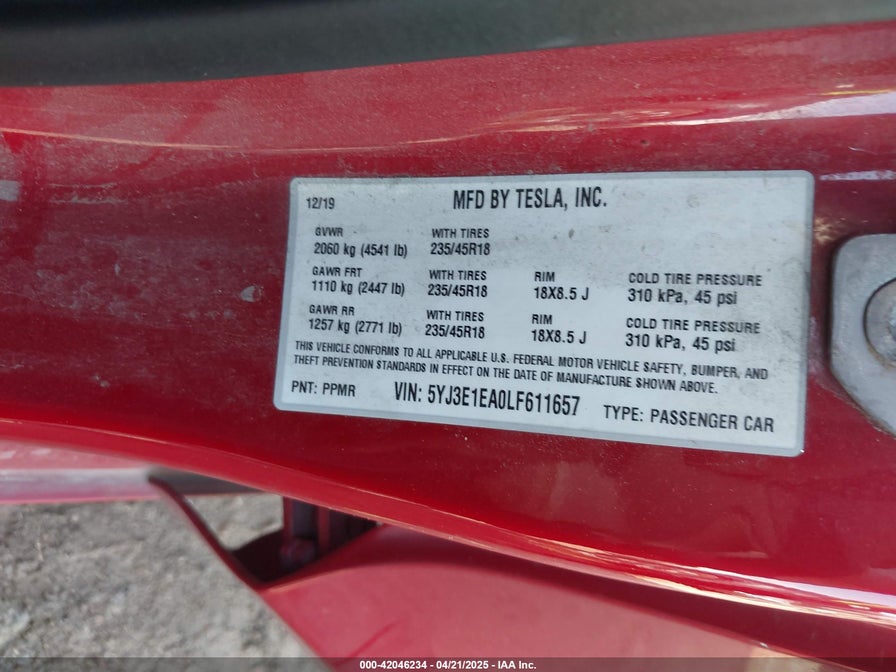 12/19 MFD BY TESLA, INC.
GVWR WITH TIRES
2060 kg (4541 lb) 235/45R18
GAWR FRT WITH TIRES RIM COLD TIRE PRESSURE
1110 kg (2447 lb) 235/45R18 18X8.5 J 310 kPa, 45 psi
GAWR RR WITH TIRES RIM COLD TIRE PRESSURE
1257 kg (2771 lb) 235/45R18 18X8.5 J 310 kPa, 45 psi
THIS VEHICLE CONFORMS TO ALL APPLICABLE U.S. FEDERAL MOTOR VEHICLE SAFETY, BUMPER, AND
THEFT PREVENTION STANDARDS IN EFFECT ON THE DATE OF MANUFACTURE SHOWN ABOVE.
PNT: PPMR VIN: 5YJ3E1EA0LF611657 TYPE: PASSENGER CAR
000-42046234 - 04/21/2025 - IAA Inc.